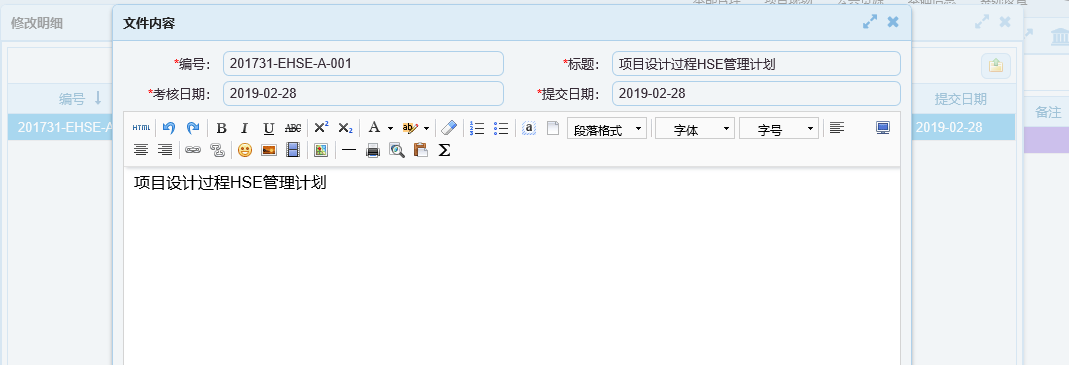 修改明细
文件内容
*编号: 201731-EHSE-A-001 *标题: 项目设计过程HSE管理计划
*考核日期: 2019-02-28 *提交日期: 2019-02-28
编号 提交日期
备注
201731-EHSE-A 2019-02-28
HTML B I U ABC X² X₂ A ab 段落格式 字体 字号
Σ
项目设计过程HSE管理计划